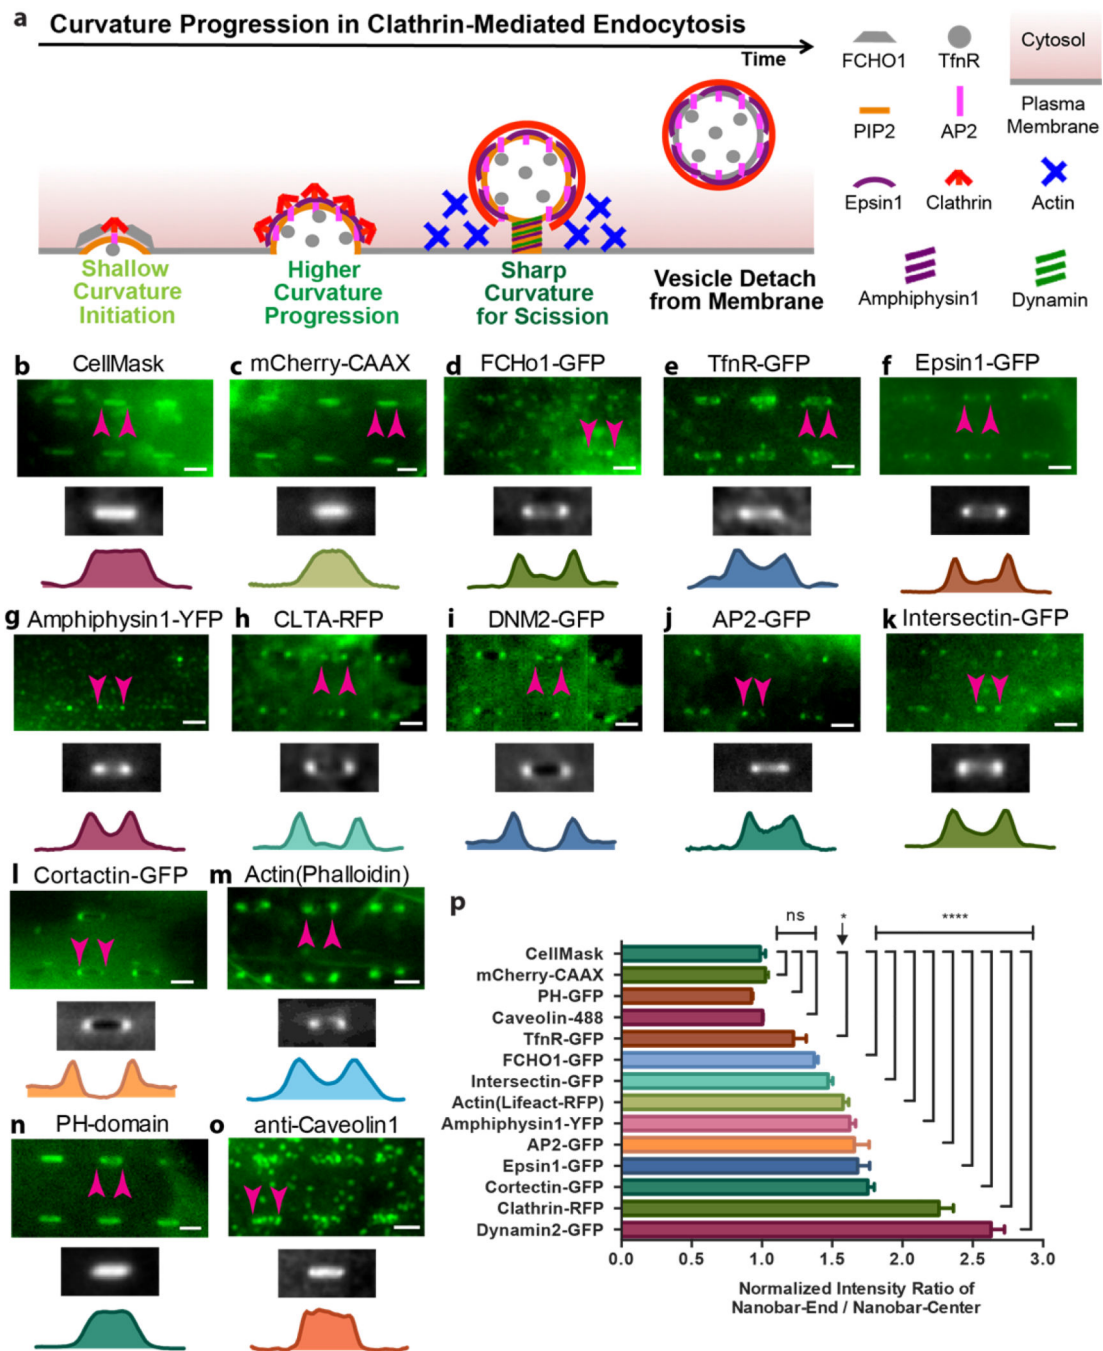 a Curvature Progression in Clathrin-Mediated Endocytosis
Time
Shallow
Curvature
Initiation
Higher
Curvature
Progression
Sharp
Curvature
for Scission
Vesicle Detach
from Membrane
FCHO1
TfnR
Cytosol
PIP2
AP2
Plasma
Membrane
Epsin1
Clathrin
Actin
Amphiphysin1
Dynamin
b CellMask
c mCherry-CAAX
d FCHo1-GFP
e TfnR-GFP
f Epsin1-GFP
g Amphiphysin1-YFP
h CLTA-RFP
i DNM2-GFP
j AP2-GFP
k Intersectin-GFP
l Cortactin-GFP
m Actin(Phalloidin)
n PH-domain
o anti-Caveolin1
p
ns
*
****
CellMask
mCherry-CAAX
PH-GFP
Caveolin-488
TfnR-GFP
FCHO1-GFP
Intersectin-GFP
Actin(Lifeact-RFP)
Amphiphysin1-YFP
AP2-GFP
Epsin1-GFP
Cortectin-GFP
Clathrin-RFP
Dynamin2-GFP
0.0 0.5 1.0 1.5 2.0 2.5 3.0
Normalized Intensity Ratio of
Nanobar-End / Nanobar-Center